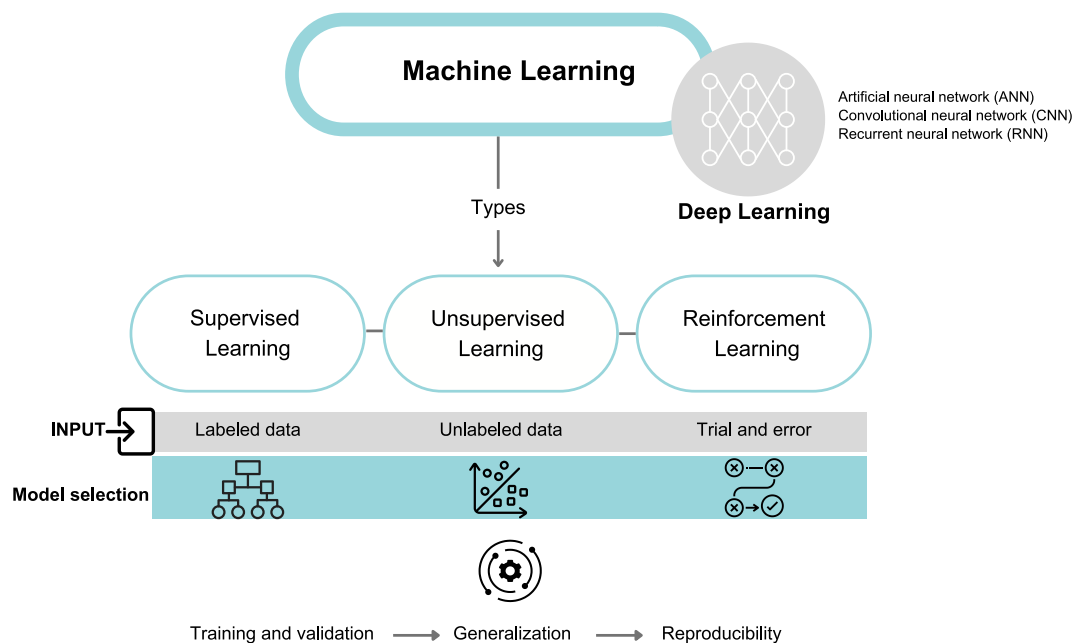 Machine Learning
Artificial neural network (ANN)
Convolutional neural network (CNN)
Recurrent neural network (RNN)
Deep Learning
Types
Supervised
Learning
Unsupervised
Learning
Reinforcement
Learning
INPUT
Labeled data
Unlabeled data
Trial and error
Model selection
Training and validation
Generalization
Reproducibility